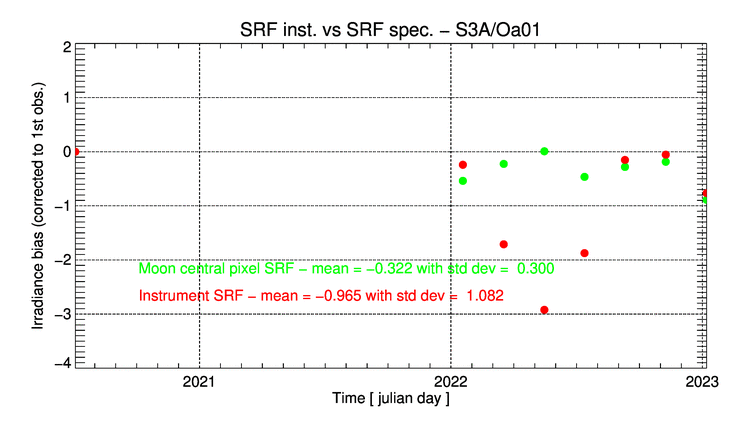 SRF inst. vs SRF spec. − S3A/Oa01
Irradiance bias (corrected to 1st obs.)
2
1
0
−1
−2
−3
−4
Moon central pixel SRF − mean = −0.322 with std dev = 0.300
Instrument SRF − mean = −0.965 with std dev = 1.082
2021
2022
2023
Time [ julian day ]